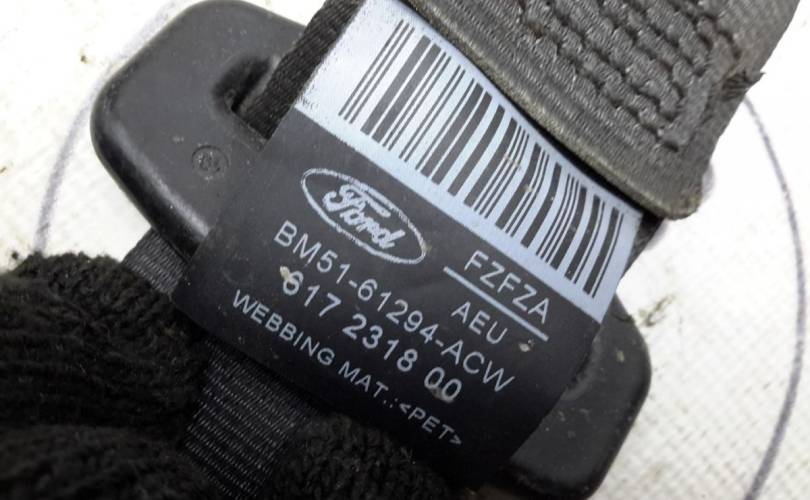 Ford
FZFZA
AEU
BM51-61294-ACW
617 2318 00
WEBBING MAT.:<PET>